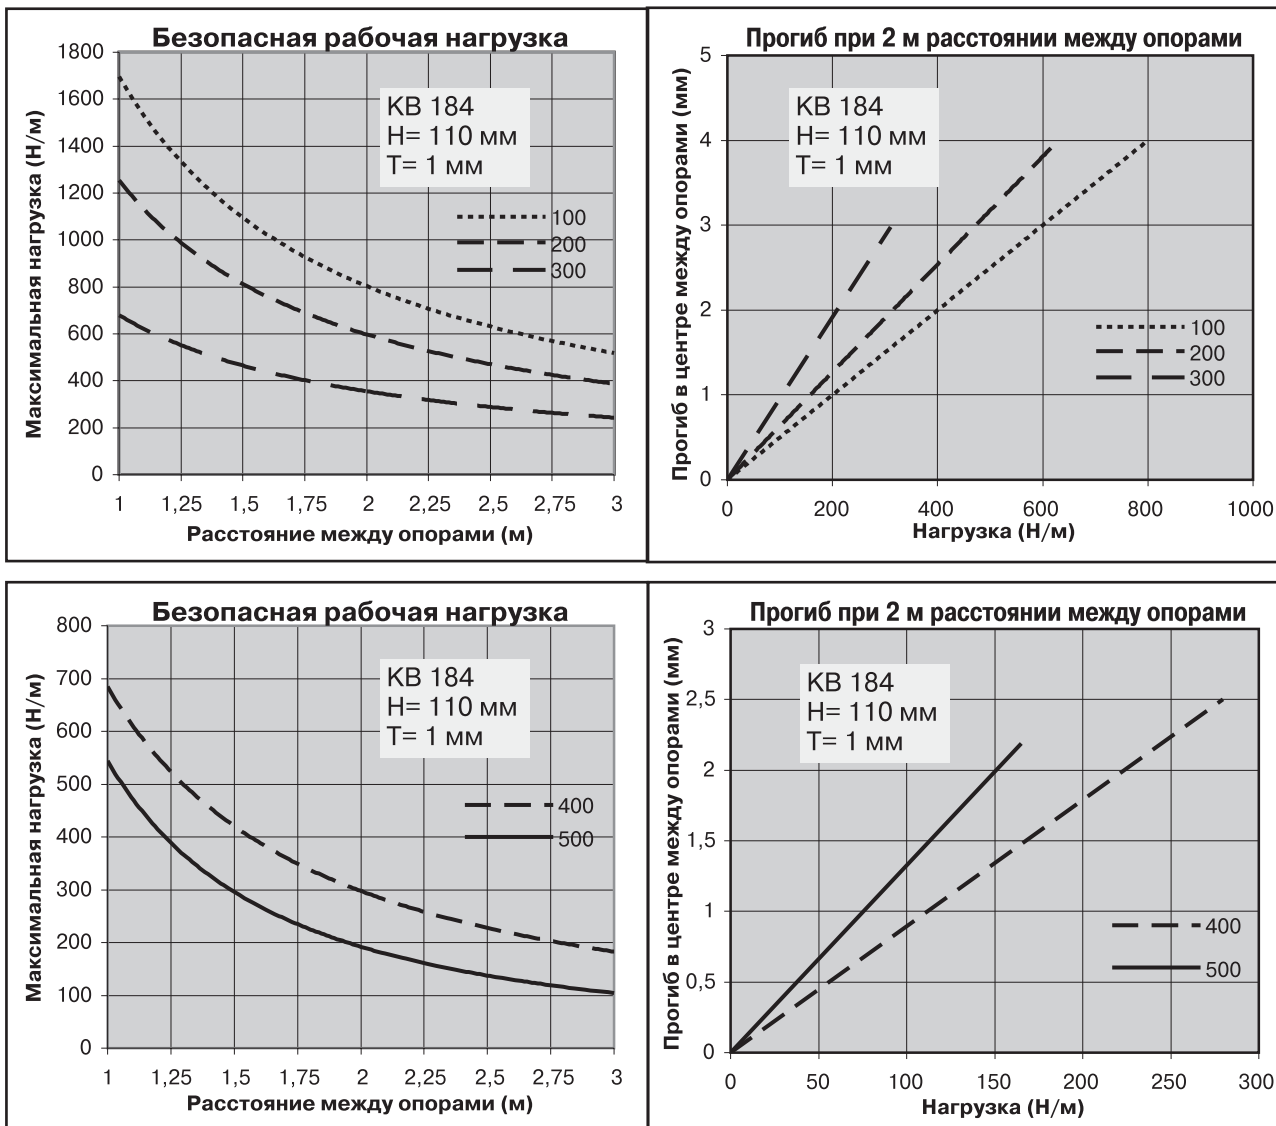 Безопасная рабочая нагрузка
Максимальная нагрузка (Н/м)
1800
1600
1400
1200
1000
800
600
400
200
0
КВ 184
Н= 110 мм
Т= 1 мм
100
200
300
1 1,25 1,5 1,75 2 2,25 2,5 2,75 3
Расстояние между опорами (м)
Прогиб при 2 м расстоянии между опорами
Прогиб в центре между опорами (мм)
5
4
3
2
1
0
КВ 184
Н= 110 мм
Т= 1 мм
100
200
300
0 200 400 600 800 1000
Нагрузка (Н/м)
Безопасная рабочая нагрузка
Максимальная нагрузка (Н/м)
800
700
600
500
400
300
200
100
0
КВ 184
Н= 110 мм
Т= 1 мм
400
500
1 1,25 1,5 1,75 2 2,25 2,5 2,75 3
Расстояние между опорами (м)
Прогиб при 2 м расстоянии между опорами
Прогиб в центре между опорами (мм)
3
2,5
2
1,5
1
0,5
0
КВ 184
Н= 110 мм
Т= 1 мм
400
500
0 50 100 150 200 250 300
Нагрузка (Н/м)